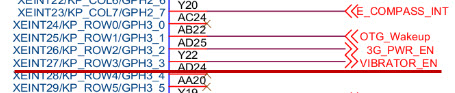 XEINT22/KP_COL6/GPH2_6 Y20
XEINT23/KP_COL7/GPH2_7 AC24 E_COMPASS_INT
XEINT24/KP_ROW0/GPH3_0 AB22
XEINT25/KP_ROW1/GPH3_1 AD25 OTG_Wakeup
XEINT26/KP_ROW2/GPH3_2 Y22 3G_PWR_EN
XEINT27/KP_ROW3/GPH3_3 AD24 VIBRATOR_EN
XEINT28/KP_ROW4/GPH3_4 AA20
XEINT29/KP_ROW5/GPH3_5 Y19